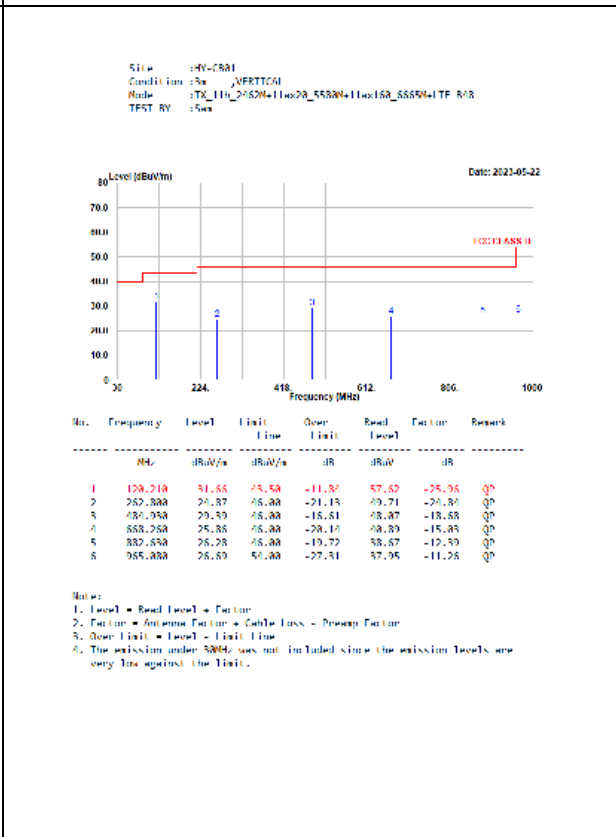 Site :HY-CB01
Condition :3m ,VERTICAL
Mode :TX_11b_2462M+11ax20_5580M+11ax160_6665M+LTE B48
TEST BY :Sam
Level (dBuV/m)
Date: 2023-05-22
80
70.0
60.0
FCC CLASS B
50.0
40.0
30.0
1 2 3 4 5 6
20.0
10.0
0
30 224. 418. 612. 806. 1000
Frequency (MHz)
No. Frequency Level Limit Over Read Factor Remark
Line Limit Level
MHz dBuV/m dBuV/m dB dBuV dB
1 120.210 31.66 43.50 -11.84 57.62 -25.96 QP
2 262.800 24.87 46.00 -21.13 49.71 -24.84 QP
3 484.930 29.39 46.00 -16.61 48.07 -18.68 QP
4 668.260 25.86 46.00 -20.14 40.89 -15.03 QP
5 882.630 26.28 46.00 -19.72 38.67 -12.39 QP
6 965.080 26.69 54.00 -27.31 37.95 -11.26 QP
Note:
1. Level = Read Level + Factor
2. Factor = Antenna Factor + Cable Loss - Preamp Factor
3. Over Limit = Level - Limit Line
4. The emission under 30MHz was not included since the emission levels are
very low against the limit.